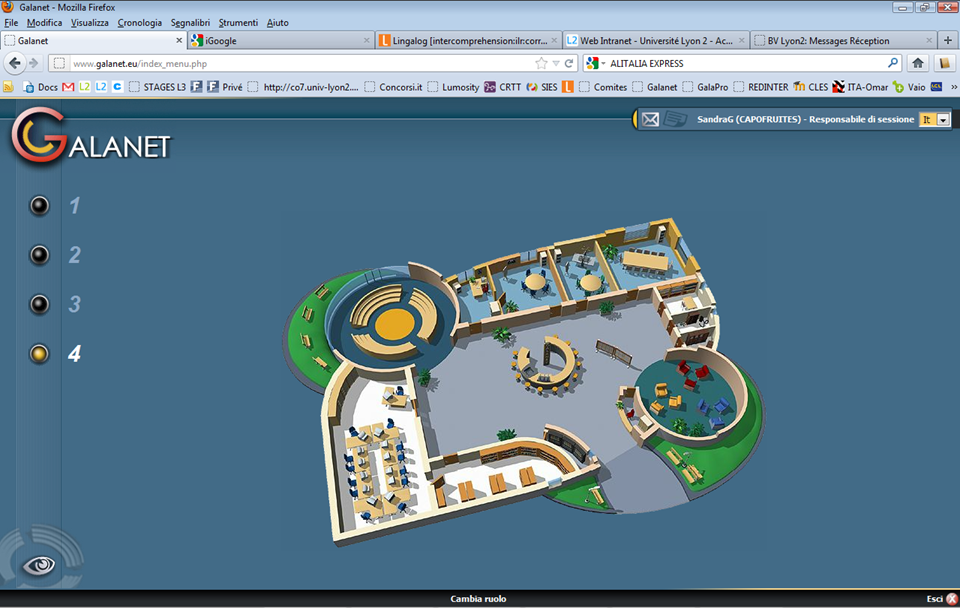 Galanet - Mozilla Firefox
File Modifica Visualizza Cronologia Segnalibri Strumenti Aiuto
Galanet iGoogle Lingalog [intercomprehension:ilr:corr... Web Intranet - Université Lyon 2 - Ac... BV Lyon2: Messages Réception
www.galanet.eu/index_menu.php ALITALIA EXPRESS
Docs L2 L2 C STAGES L3 F F Privé http://co7.univ-lyon2.... Concorsi.it Lumosity CRTT SIES Comites Galanet GalaPro REDINTER CLES ITA-Omar Vaio »
SandraG (CAPOFRUITES) - Responsabile di sessione It
GALANET
1
2
3
4
Cambia ruolo Esci